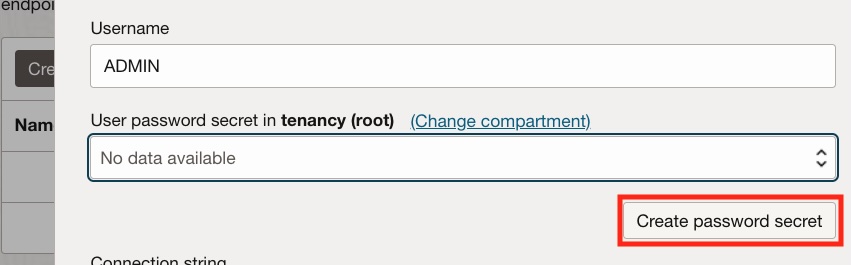 endpoi
Username
Cre
ADMIN
Nam
User password secret in tenancy (root) (Change compartment)
No data available
Create password secret
Connection string